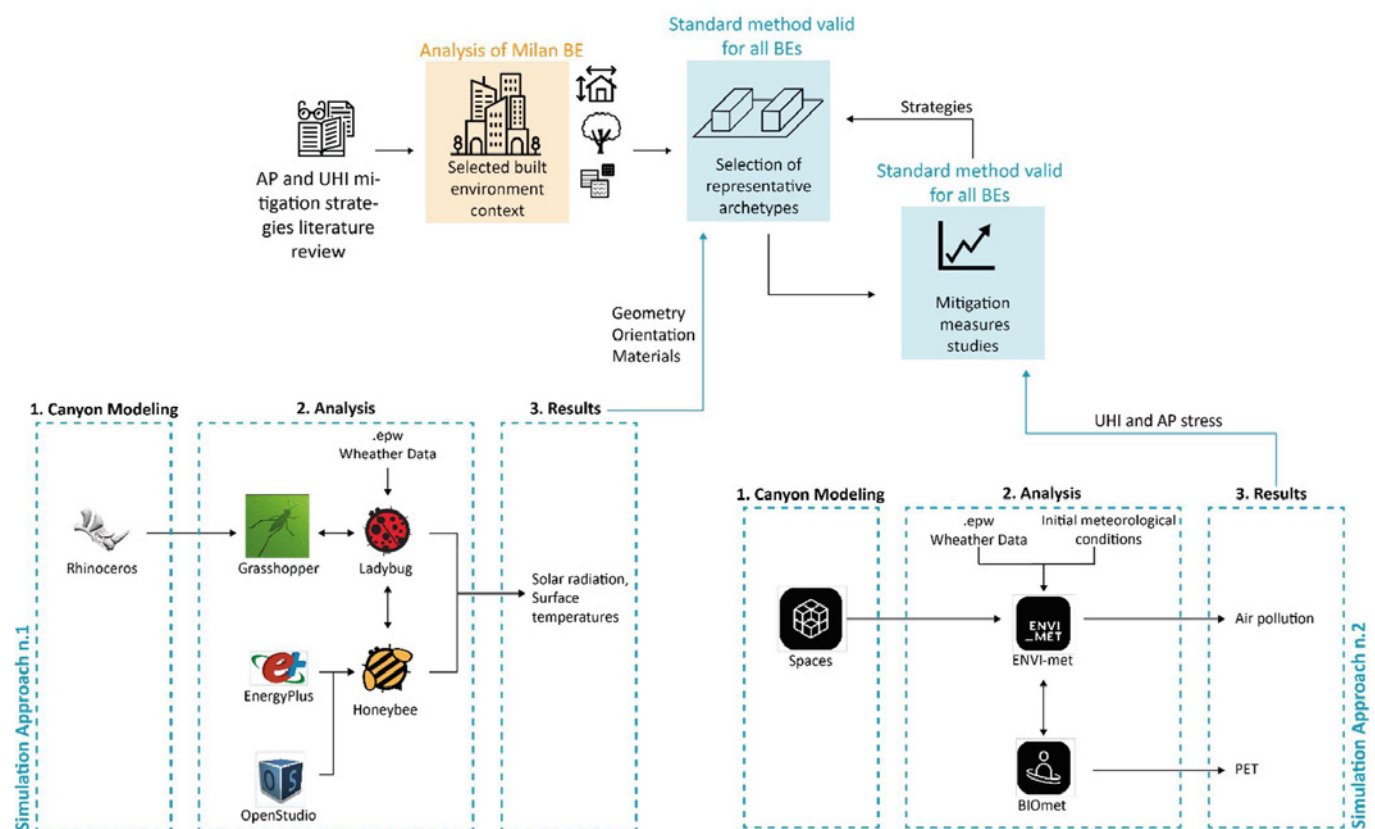 Standard method valid
for all BEs
Analysis of Milan BE
Strategies
AP and UHI mi-
tigation strate-
gies literature
review
Selected built
environment
context
Selection of
representative
archetypes
Standard method valid
for all BEs
Mitigation
measures
studies
Geometry
Orientation
Materials
UHI and AP stress
Simulation Approach n.1
1. Canyon Modeling
2. Analysis
3. Results
.epw
Wheather Data
Rhinoceros
Grasshopper
Ladybug
Solar radiation,
Surface
temperatures
et
EnergyPlus
Honeybee
O S
OpenStudio
1. Canyon Modeling
2. Analysis
3. Results
.epw
Wheather Data
Initial meteorological
conditions
Spaces
ENVI
_MET
ENVI-met
Air pollution
BIOmet
PET
Simulation Approach n.2